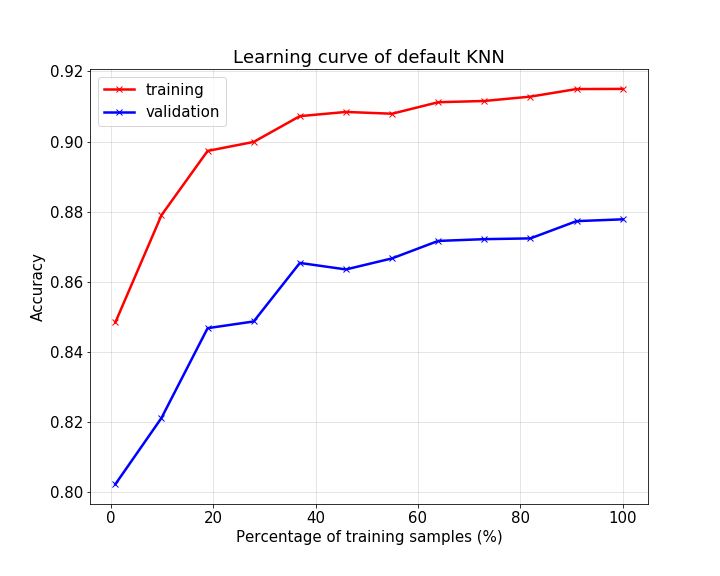 Learning curve of default KNN
training
validation
Accuracy
0.92
0.90
0.88
0.86
0.84
0.82
0.80
0 20 40 60 80 100
Percentage of training samples (%)